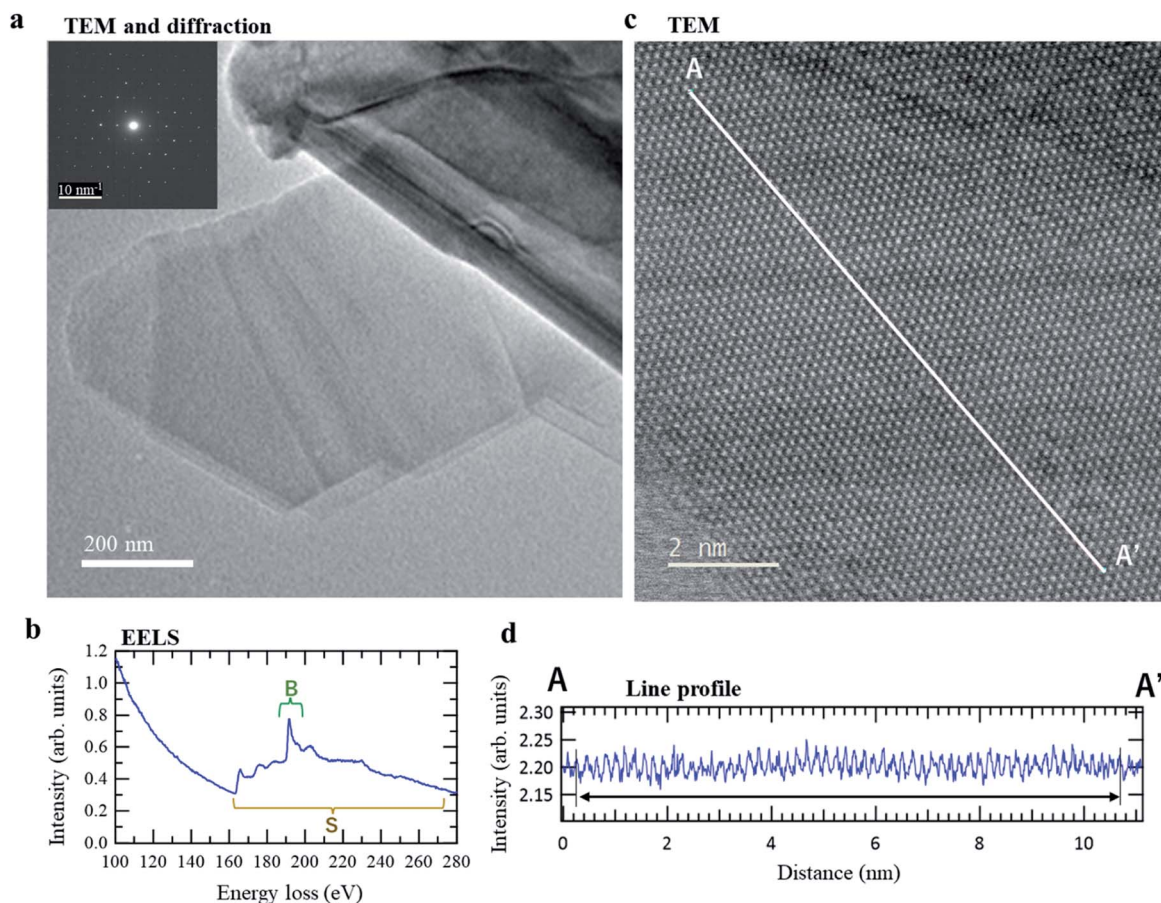 a
TEM and diffraction
10 nm⁻¹
200 nm
c
TEM
A
2 nm
A'
b
EELS
Intensity (arb. units)
1.2
1.0
0.8
0.6
0.4
0.2
0.0
B
S
100 120 140 160 180 200 220 240 260 280
Energy loss (eV)
d
A
Line profile
A'
Intensity (arb. units)
2.30
2.25
2.20
2.15
0 2 4 6 8 10
Distance (nm)